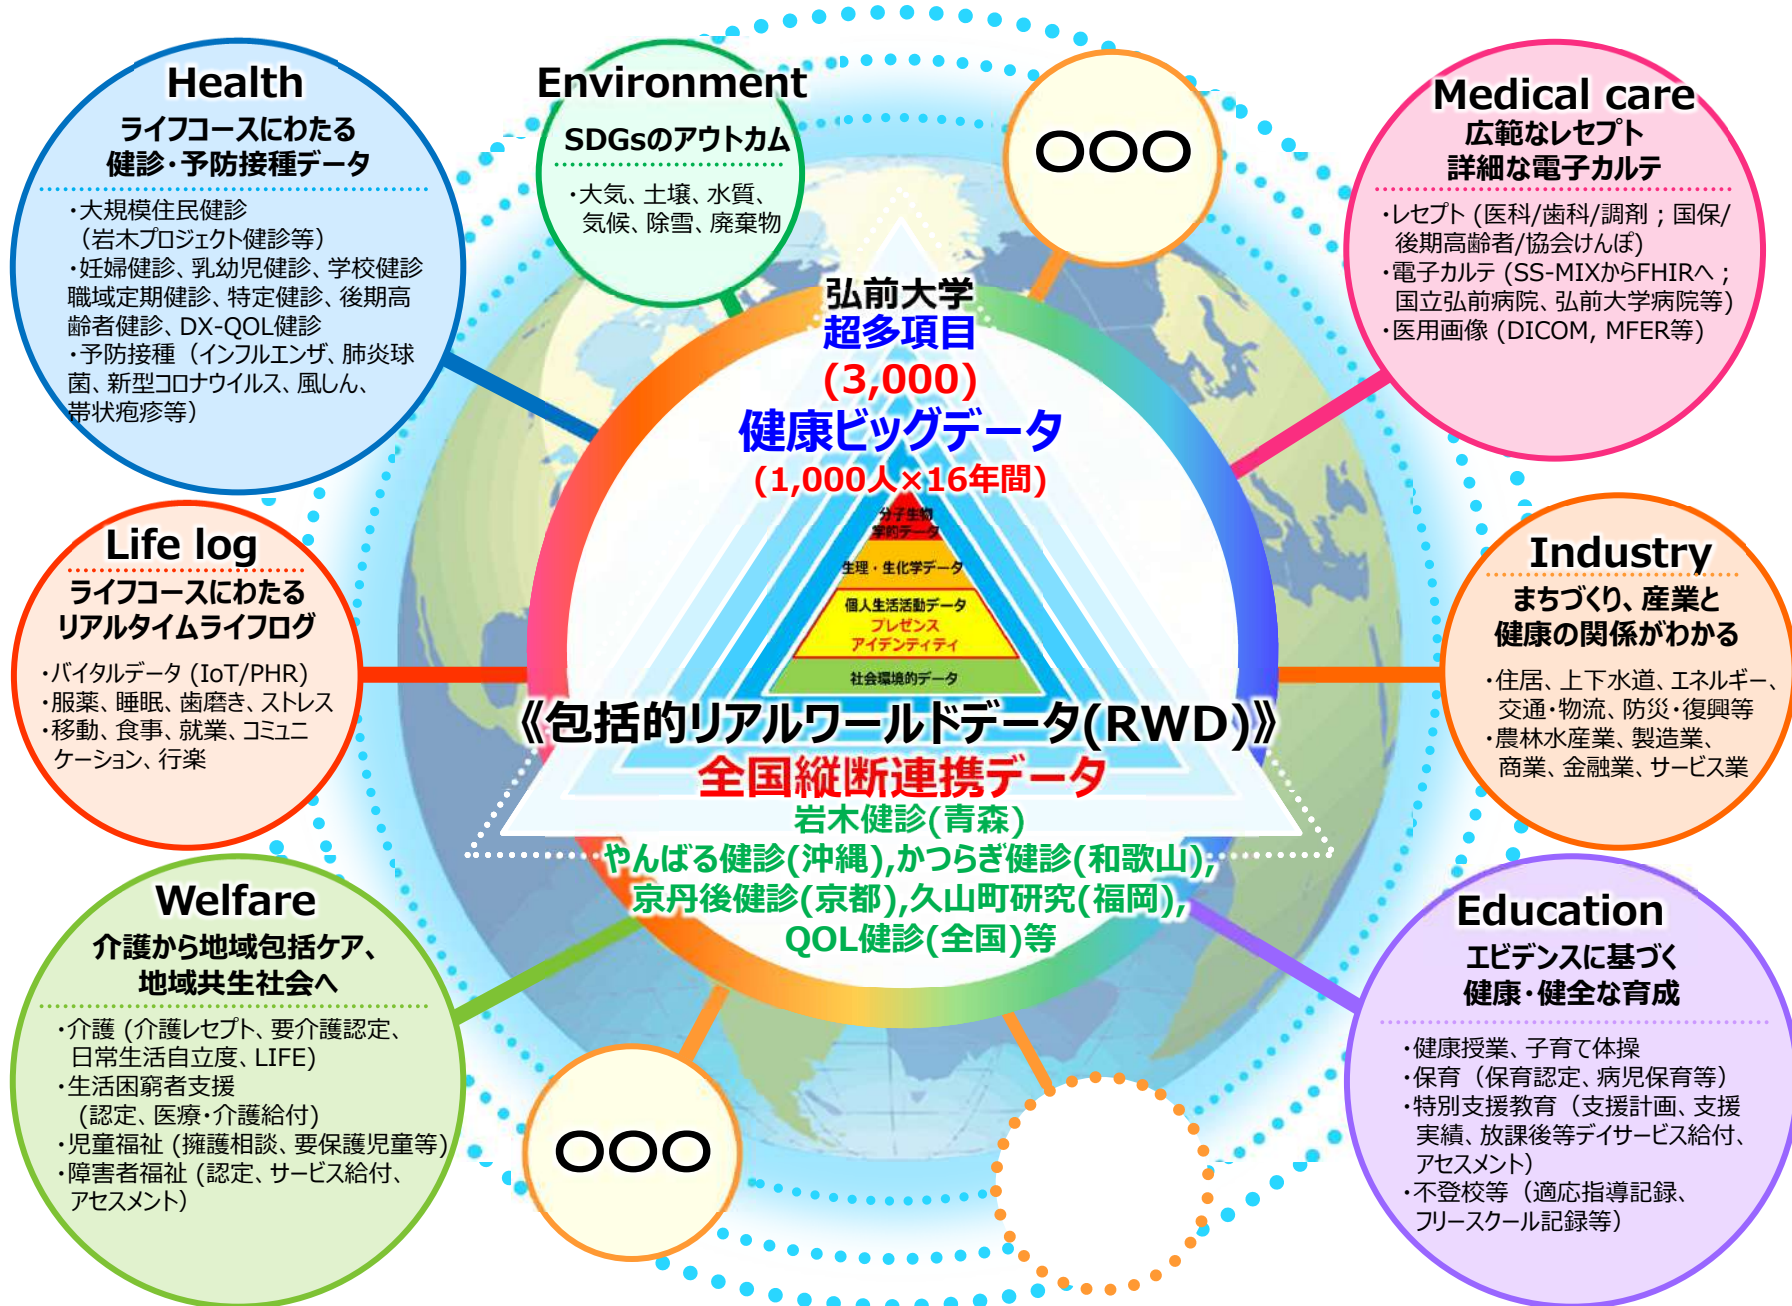 Health
ライフコースにわたる
健診・予防接種データ
・大規模住民健診
（岩木プロジェクト健診等）
・妊婦健診、乳幼児健診、学校健診
職域定期健診、特定健診、後期高
齢者健診、DX-QOL健診
・予防接種（インフルエンザ、肺炎球
菌、新型コロナウイルス、風しん、
帯状疱疹等）
Environment
SDGsのアウトカム
・大気、土壌、水質、
気候、除雪、廃棄物
○○○
Medical care
広範なレセプト
詳細な電子カルテ
・レセプト (医科/歯科/調剤；国保/
後期高齢者/協会けんぽ)
・電子カルテ (SS-MIXからFHIRへ；
国立弘前病院、弘前大学病院等)
・医用画像 (DICOM, MFER等)
弘前大学
超多項目
(3,000)
健康ビッグデータ
(1,000人×16年間)
分子生物
学的データ
生理・生化学データ
個人生活活動データ
プレゼンス
アイデンティティ
社会環境的データ
《包括的リアルワールドデータ(RWD)》
全国縦断連携データ
岩木健診(青森)
やんばる健診(沖縄),かつらぎ健診(和歌山),
京丹後健診(京都),久山町研究(福岡),
QOL健診(全国)等
Life log
ライフコースにわたる
リアルタイムライフログ
・バイタルデータ (IoT/PHR)
・服薬、睡眠、歯磨き、ストレス
・移動、食事、就業、コミュニ
ケーション、行楽
Industry
まちづくり、産業と
健康の関係がわかる
・住居、上下水道、エネルギー、
交通・物流、防災・復興等
・農林水産業、製造業、
商業、金融業、サービス業
Welfare
介護から地域包括ケア、
地域共生社会へ
・介護 (介護レセプト、要介護認定、
日常生活自立度、LIFE)
・生活困窮者支援
(認定、医療・介護給付)
・児童福祉 (擁護相談、要保護児童等)
・障害者福祉 (認定、サービス給付、
アセスメント)
○○○
Education
エビデンスに基づく
健康・健全な育成
・健康授業、子育て体操
・保育（保育認定、病児保育等）
・特別支援教育（支援計画、支援
実績、放課後等デイサービス給付、
アセスメント）
・不登校等（適応指導記録、
フリースクール記録等）